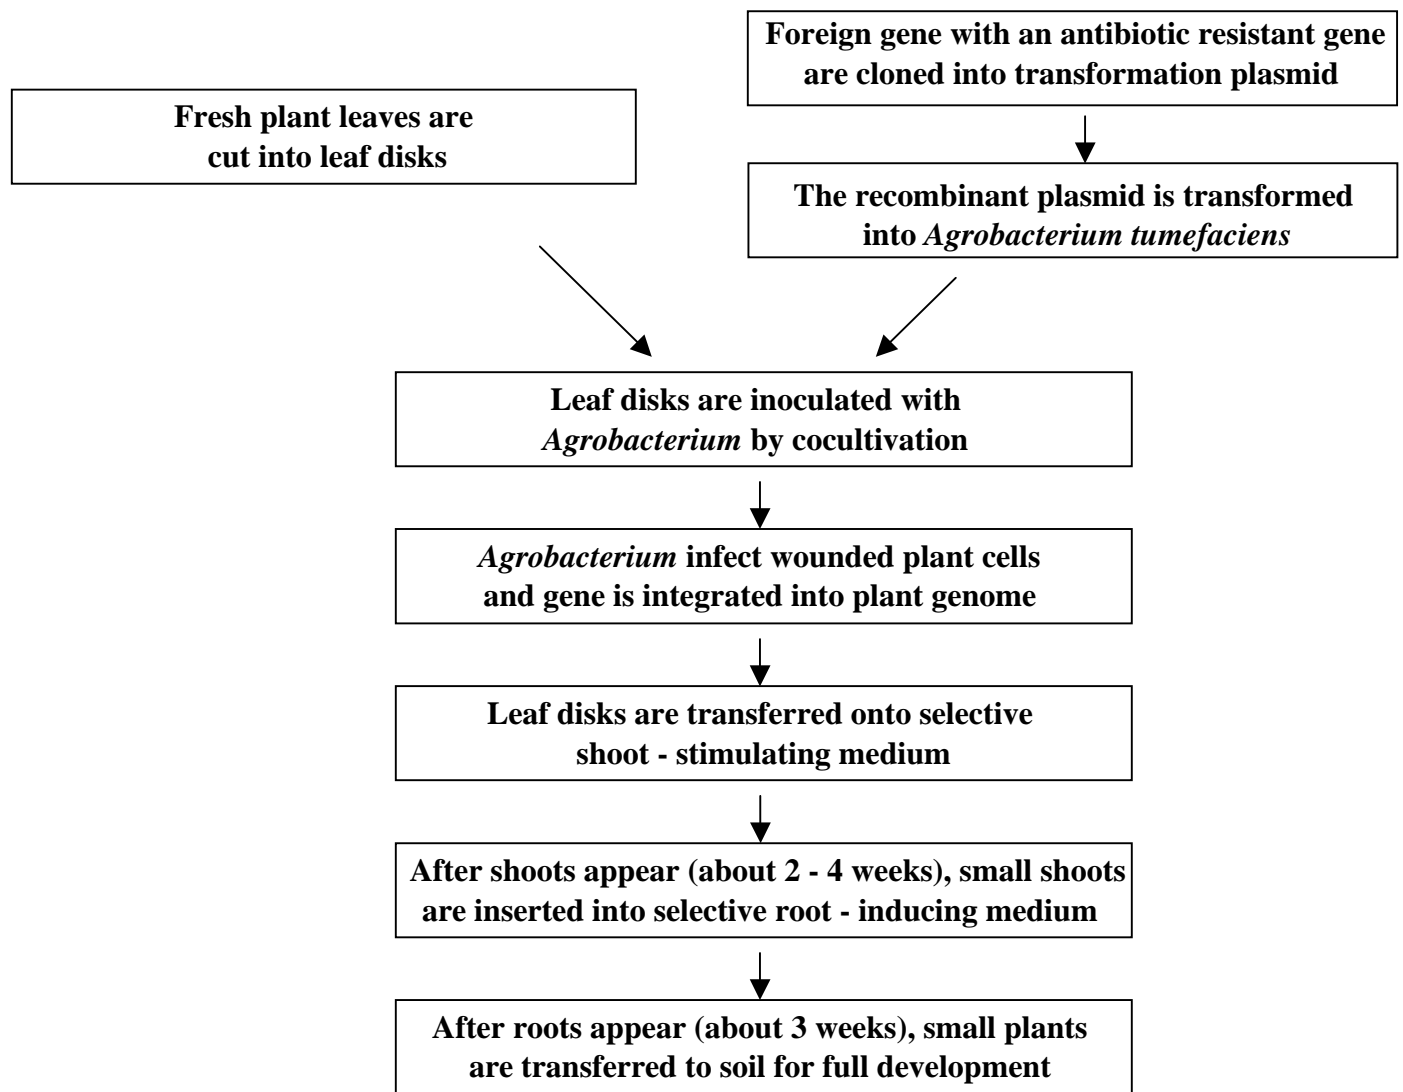 Foreign gene with an antibiotic resistant gene
are cloned into transformation plasmid
Fresh plant leaves are
cut into leaf disks
The recombinant plasmid is transformed
into Agrobacterium tumefaciens
Leaf disks are inoculated with
Agrobacterium by cocultivation
Agrobacterium infect wounded plant cells
and gene is integrated into plant genome
Leaf disks are transferred onto selective
shoot - stimulating medium
After shoots appear (about 2 - 4 weeks), small shoots
are inserted into selective root - inducing medium
After roots appear (about 3 weeks), small plants
are transferred to soil for full development